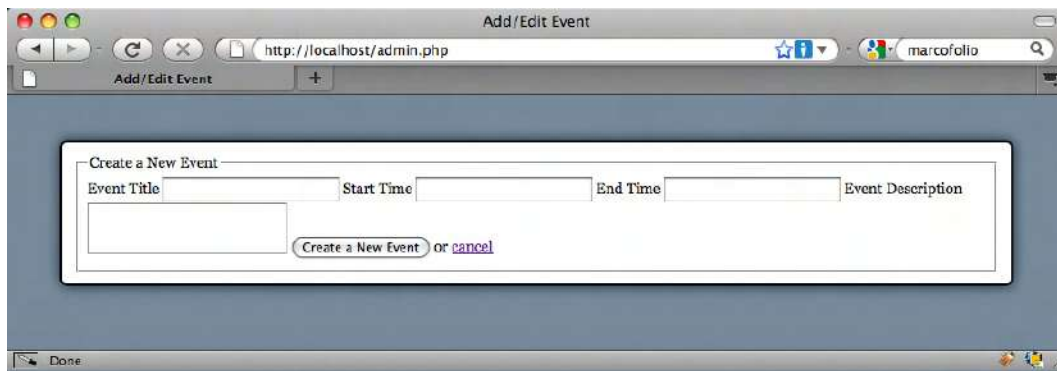 Add/Edit Event
http://localhost/admin.php
marcofolio
Add/Edit Event
+
Create a New Event
Event Title Start Time End Time Event Description
Create a New Event or cancel
Done